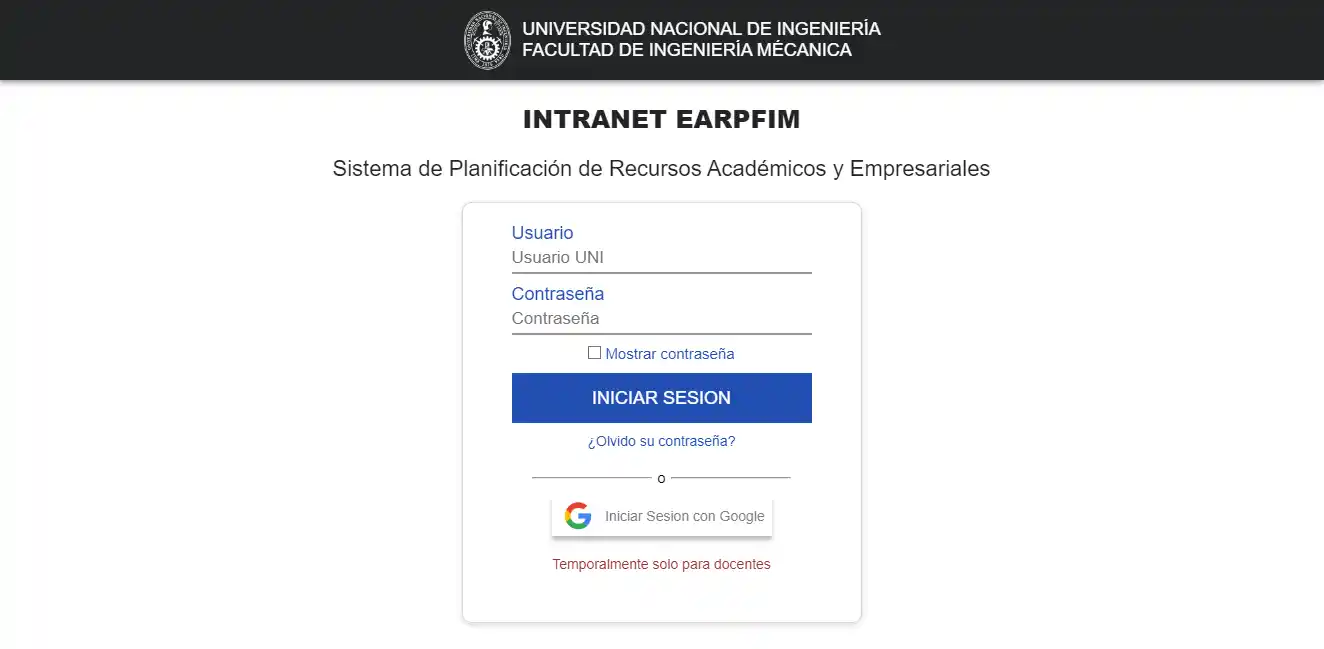 UNIVERSIDAD NACIONAL DE INGENIERÍA
FACULTAD DE INGENIERÍA MÉCANICA
INTRANET EARPFIM
Sistema de Planificación de Recursos Académicos y Empresariales
Usuario
Usuario UNI
Contraseña
Contraseña
Mostrar contraseña
INICIAR SESION
¿Olvido su contraseña?
o
Iniciar Sesion con Google
Temporalmente solo para docentes